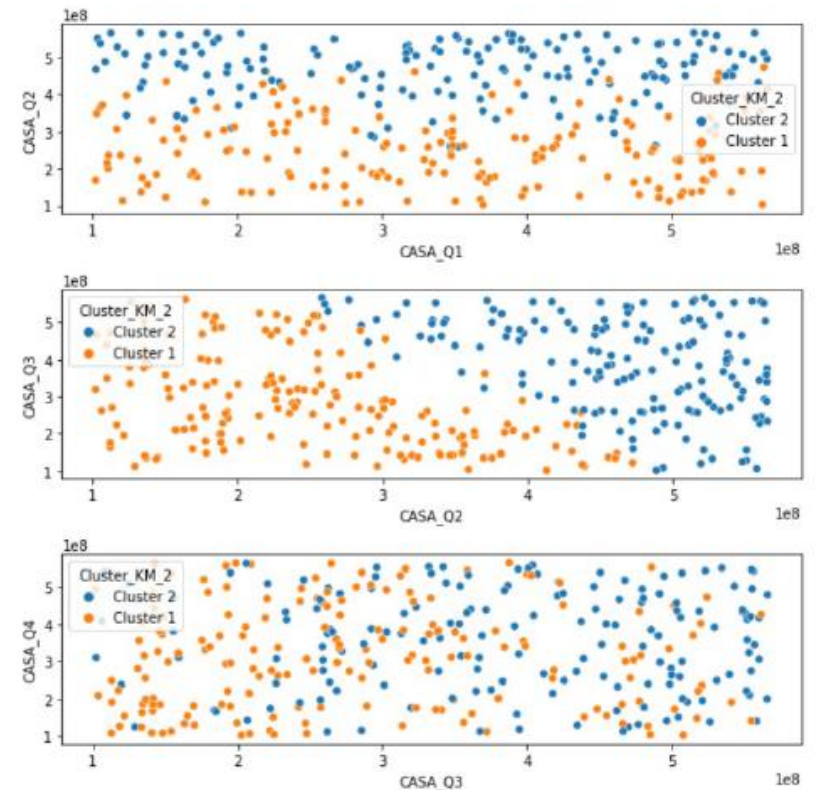 1e8
5
4
3
2
1
CASA_Q2
Cluster_KM_2
Cluster 2
Cluster 1
1 2 3 4 5
1e8
CASA_Q1
1e8
5
4
3
2
1
CASA_Q3
Cluster_KM_2
Cluster 2
Cluster 1
1 2 3 4 5
1e8
CASA_Q2
1e8
5
4
3
2
1
CASA_Q4
Cluster_KM_2
Cluster 2
Cluster 1
1 2 3 4 5
1e8
CASA_Q3